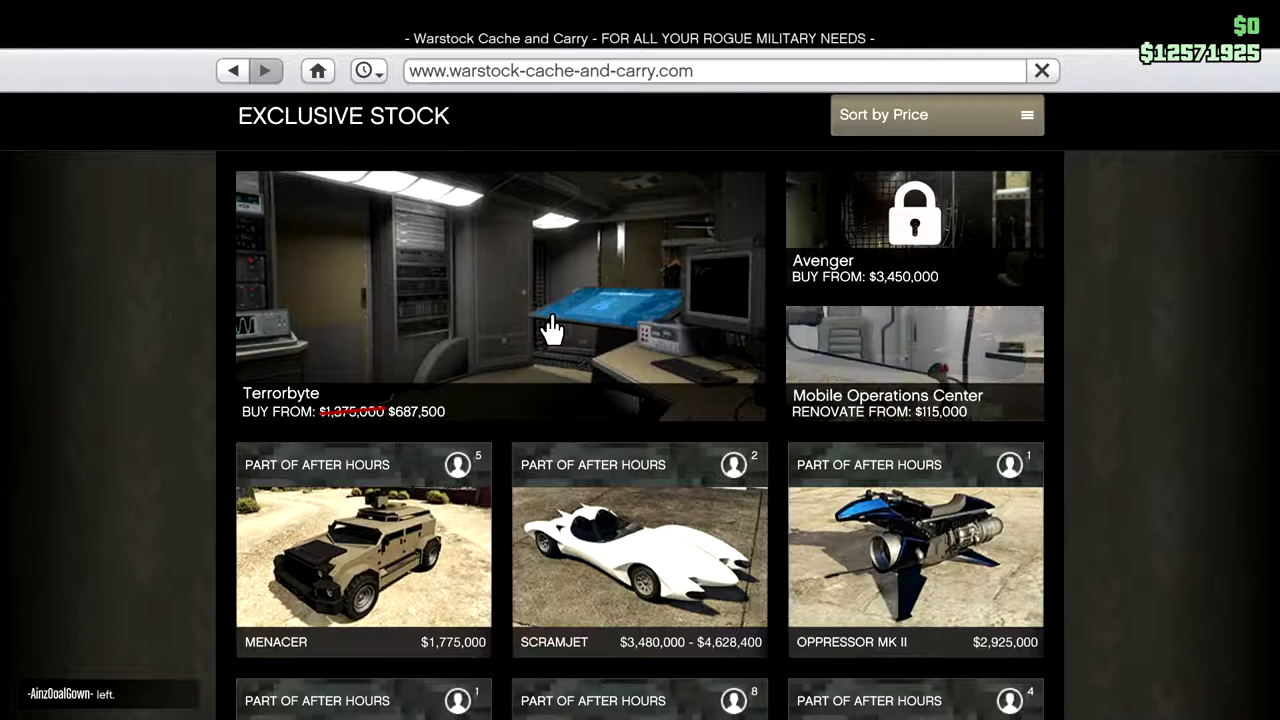 - Warstock Cache and Carry - FOR ALL YOUR ROGUE MILITARY NEEDS -
$0
$12571925
www.warstock-cache-and-carry.com
EXCLUSIVE STOCK
Sort by Price
Terrorbyte
BUY FROM: $1,375,000 $687,500
Avenger
BUY FROM: $3,450,000
Mobile Operations Center
RENOVATE FROM: $115,000
PART OF AFTER HOURS 5
MENACER $1,775,000
PART OF AFTER HOURS 2
SCRAMJET $3,480,000 - $4,628,400
PART OF AFTER HOURS 1
OPPRESSOR MK II $2,925,000
PART OF AFTER HOURS 1
PART OF AFTER HOURS 8
PART OF AFTER HOURS 4
-AinzOoalGown- left.